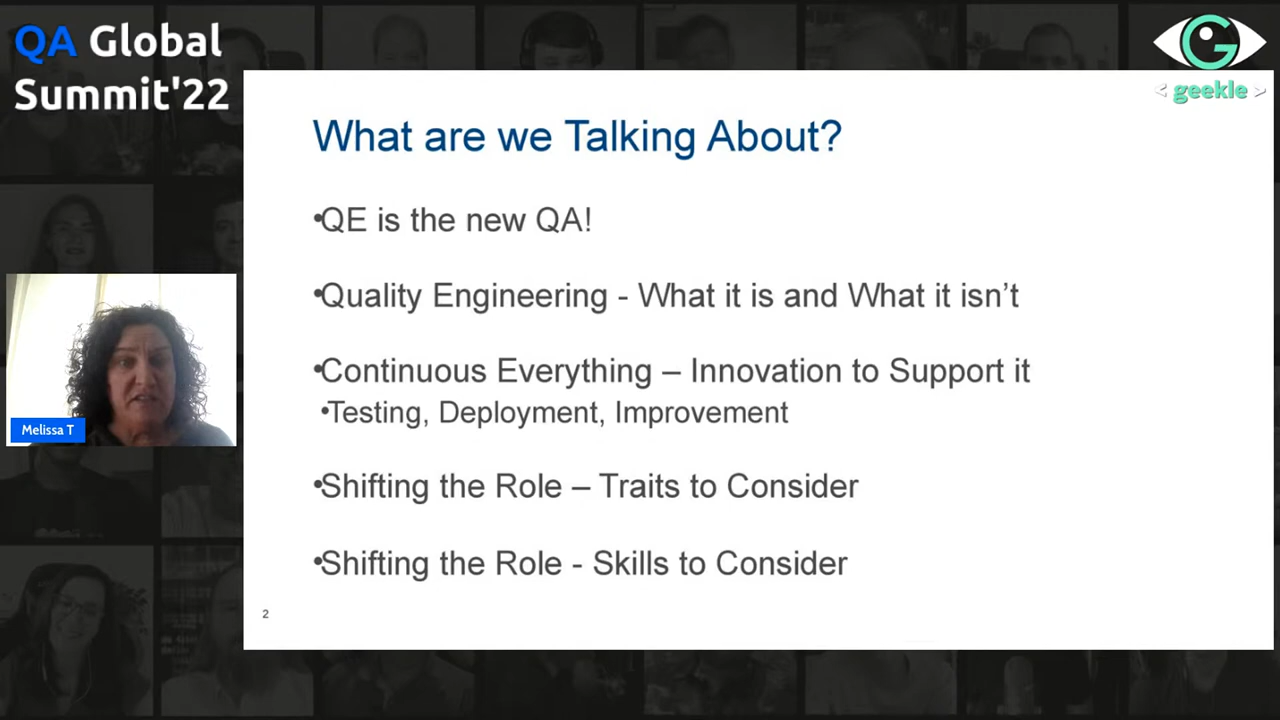 QA Global
Summit'22
G
< geekle >
What are we Talking About?
•QE is the new QA!
•Quality Engineering - What it is and What it isn’t
•Continuous Everything – Innovation to Support it
•Testing, Deployment, Improvement
•Shifting the Role – Traits to Consider
•Shifting the Role - Skills to Consider
2
Melissa T